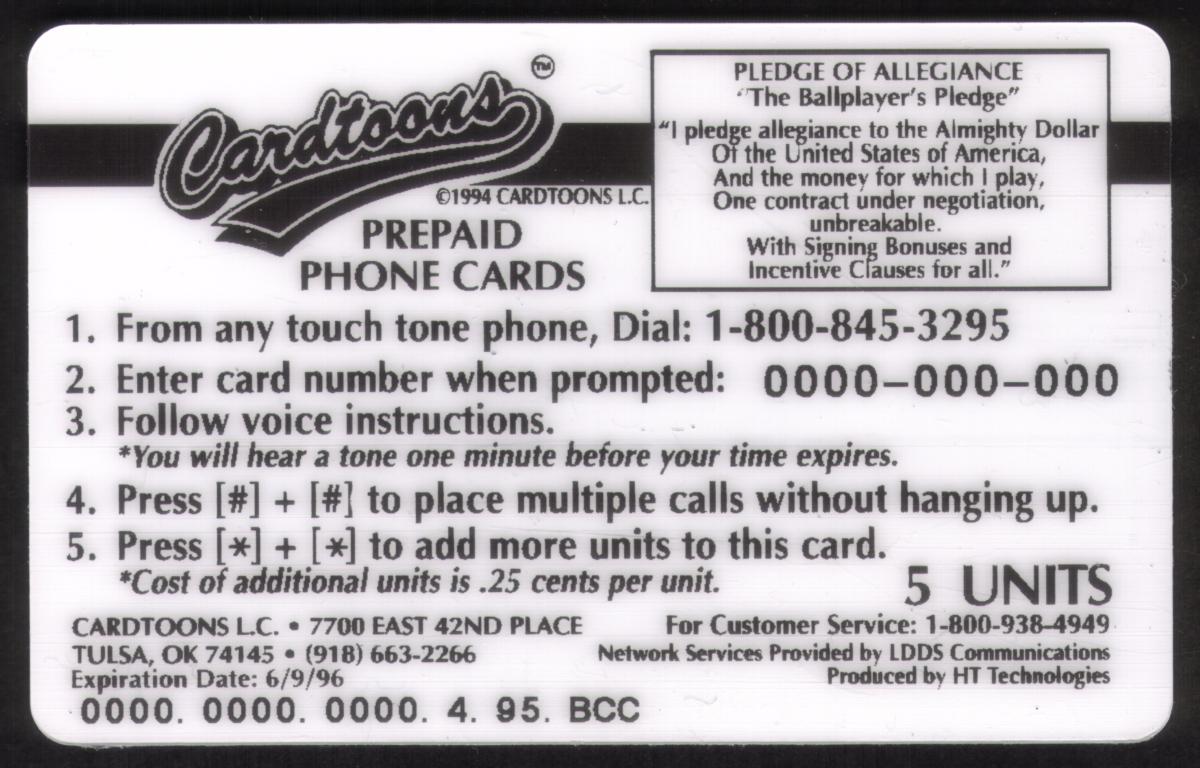 Cardtoons™
©1994 CARDTOONS L.C.
PREPAID
PHONE CARDS
PLEDGE OF ALLEGIANCE
"The Ballplayer's Pledge"
"I pledge allegiance to the Almighty Dollar
Of the United States of America,
And the money for which I play,
One contract under negotiation,
unbreakable.
With Signing Bonuses and
Incentive Clauses for all."
1. From any touch tone phone, Dial: 1-800-845-3295
2. Enter card number when prompted: 0000-000-000
3. Follow voice instructions.
*You will hear a tone one minute before your time expires.
4. Press [#] + [#] to place multiple calls without hanging up.
5. Press [*] + [*] to add more units to this card.
*Cost of additional units is .25 cents per unit.
5 UNITS
CARDTOONS L.C. • 7700 EAST 42ND PLACE
TULSA, OK 74145 • (918) 663-2266
Expiration Date: 6/9/96
For Customer Service: 1-800-938-4949
Network Services Provided by LDDS Communications
Produced by HT Technologies
0000. 0000. 0000. 4. 95. BCC